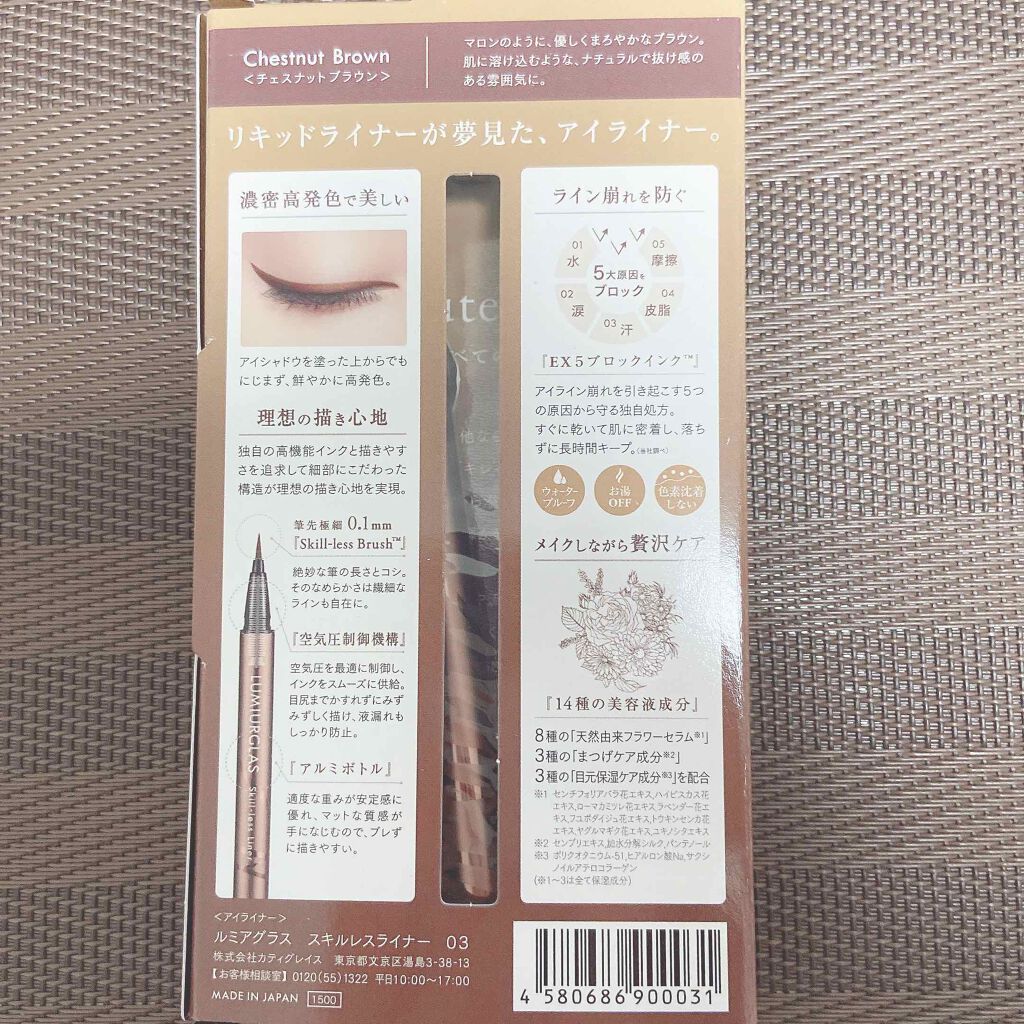 Chestnut Brown
＜チェスナットブラウン＞
マロンのように、優しくまろやかなブラウン。
肌に溶け込むような、ナチュラルで抜け感の
ある雰囲気に。
リキッドライナーが夢見た、アイライナー。
濃密高発色で美しい
アイシャドウを塗った上からでも
にじまず、鮮やかに高発色。
理想の描き心地
独自の高機能インクと描きやす
さを追求して細部にこだわった
構造が理想の描き心地を実現。
筆先極細 0.1mm
『Skill-less Brush™』
絶妙な筆の長さとコシ。
そのなめらかさは繊細な
ラインも自在に。
『空気圧制御機構』
空気圧を最適に制御し、
インクをスムーズに供給。
目尻までかすれずにみず
みずしく描け、液漏れも
しっかり防止。
『アルミボトル』
適度な重みが安定感に
優れ、マットな質感が
手になじむので、ブレず
に描きやすい。
LUMIURGLAS Skill-less Liner
ute
べての
他な
キレ
ライン崩れを防ぐ
01
水
05
摩擦
5大原因を
ブロック
02
涙
04
皮脂
03
汗
『EX5ブロックインク™』
アイライン崩れを引き起こす5つ
の原因から守る独自処方。
すぐに乾いて肌に密着し、落ち
ずに長時間キープ。(※社調べ)
ウォーター
プルーフ
お湯
OFF
色素沈着
しない
メイクしながら贅沢ケア
『14種の美容液成分』
8種の「天然由来フラワーセラム※1」
3種の「まつげケア成分※2」
3種の「目元保湿ケア成分※3」を配合
※1 センチフォリアバラ花エキス,ハイビスカス花
エキス,ローマカミツレ花エキス,ラベンダー花エ
キス,フユボダイジュ花エキス,トウキンセンカ花
エキス,ヤグルマギク花エキス,ユキノシタエキス
※2 センブリエキス,加水分解シルク,パンテノール
※3 ポリクオタニウム-51,ヒアルロン酸Na,サクシ
ノイルアテロコラーゲン
(※1〜3は全て保湿成分)
＜アイライナー＞
ルミアグラス スキルレスライナー 03
株式会社カティグレイス 東京都文京区湯島3-38-13
【お客様相談室】0120(55)1322 平日10:00〜17:00
MADE IN JAPAN 1500
4 580686 900031